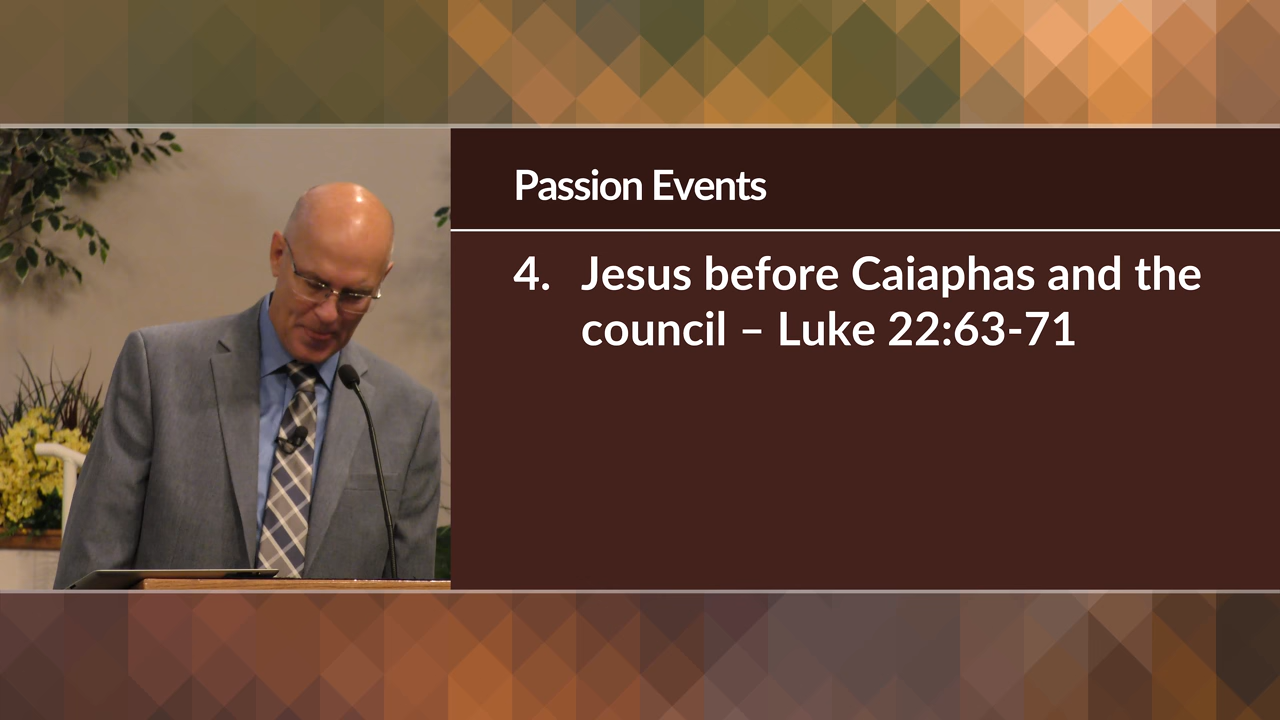 Passion Events
4. Jesus before Caiaphas and the
council – Luke 22:63-71